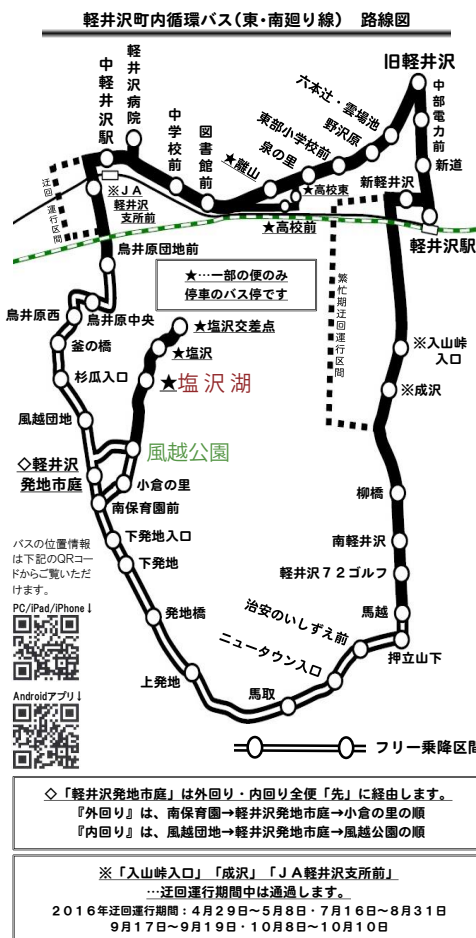 軽井沢町内循環バス(東・南廻り線)　路線図
旧軽井沢
中軽井沢駅
軽井沢病院
中学校前
図書館前
★離山
泉の里
東部小学校前
野沢原
六本辻・雲場池
中部電力前
新道
新軽井沢
軽井沢駅
★高校東
★高校前
迂回運行区間
※JA
軽井沢
支所前
鳥井原団地前
★…一部の便のみ
停車のバス停です
鳥井原西
鳥井原中央
釜の橋
杉瓜入口
風越団地
◇軽井沢
発地市庭
★塩沢交差点
★塩沢
★塩沢湖
風越公園
小倉の里
南保育園前
下発地入口
下発地
発地橋
上発地
馬取
ニュータウン入口
治安のいしずえ前
押立山下
馬越
軽井沢72ゴルフ
南軽井沢
柳橋
※成沢
※入山峠
入口
繁忙期迂回運行区間
バスの位置情報
は下記のQRコー
ドからご覧いただ
けます。
PC/iPad/iPhone↓
Androidアプリ↓
フリー乗降区間
◇「軽井沢発地市庭」は外回り・内回り全便「先」に経由します。
『外回り』は、南保育園→軽井沢発地市庭→小倉の里の順
『内回り』は、風越団地→軽井沢発地市庭→風越公園の順
※「入山峠入口」「成沢」「JA軽井沢支所前」
…迂回運行期間中は通過します。
2016年迂回運行期間：4月29日～5月8日・7月16日～8月31日
9月17日～9月19日・10月8日～10月10日